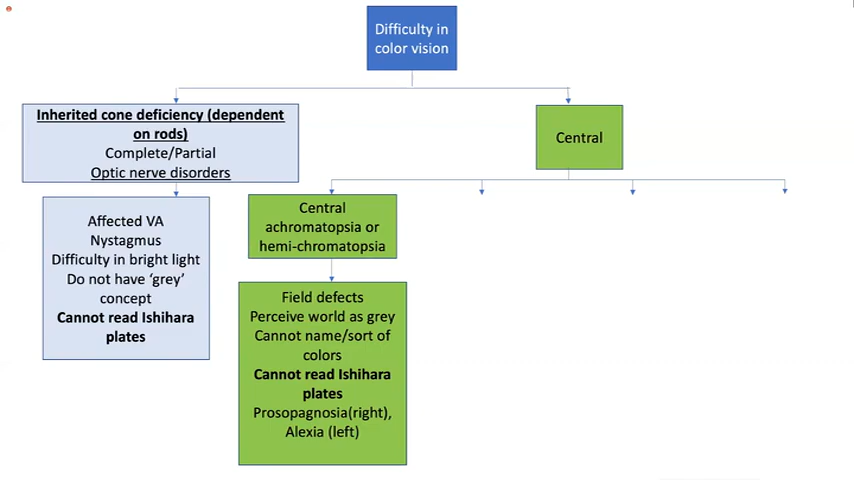 Difficulty in
color vision
Inherited cone deficiency (dependent
on rods)
Complete/Partial
Optic nerve disorders
Central
Affected VA
Nystagmus
Difficulty in bright light
Do not have ‘grey’
concept
Cannot read Ishihara
plates
Central
achromatopsia or
hemi-chromatopsia
Field defects
Perceive world as grey
Cannot name/sort of
colors
Cannot read Ishihara
plates
Prosopagnosia(right),
Alexia (left)